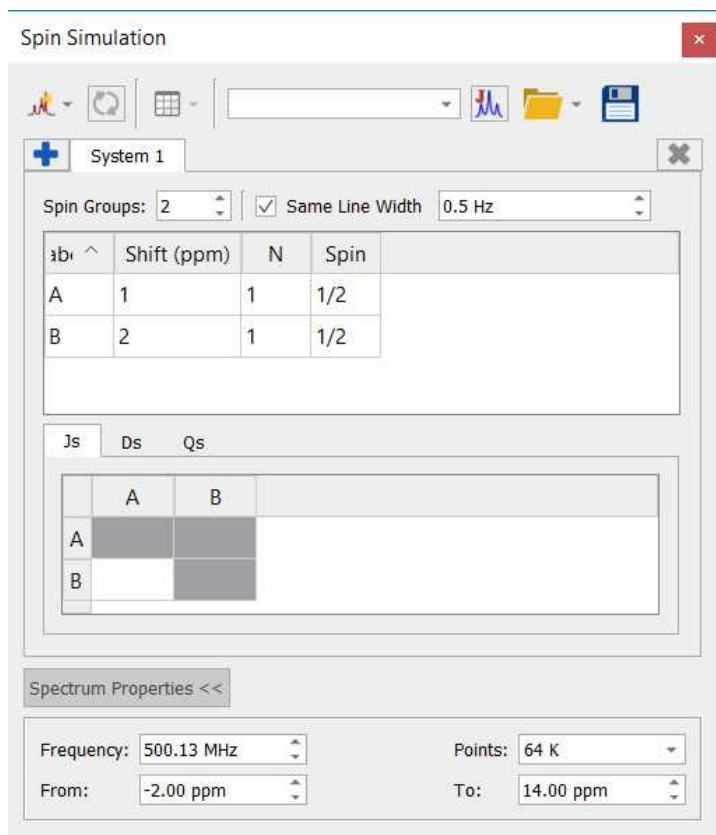 Spin Simulation
System 1
Spin Groups: 2 Same Line Width 0.5 Hz
abe Shift (ppm) N Spin
A 1 1 1/2
B 2 1 1/2
Js Ds Qs
A B
A
B
Spectrum Properties <<
Frequency: 500.13 MHz Points: 64 K
From: -2.00 ppm To: 14.00 ppm